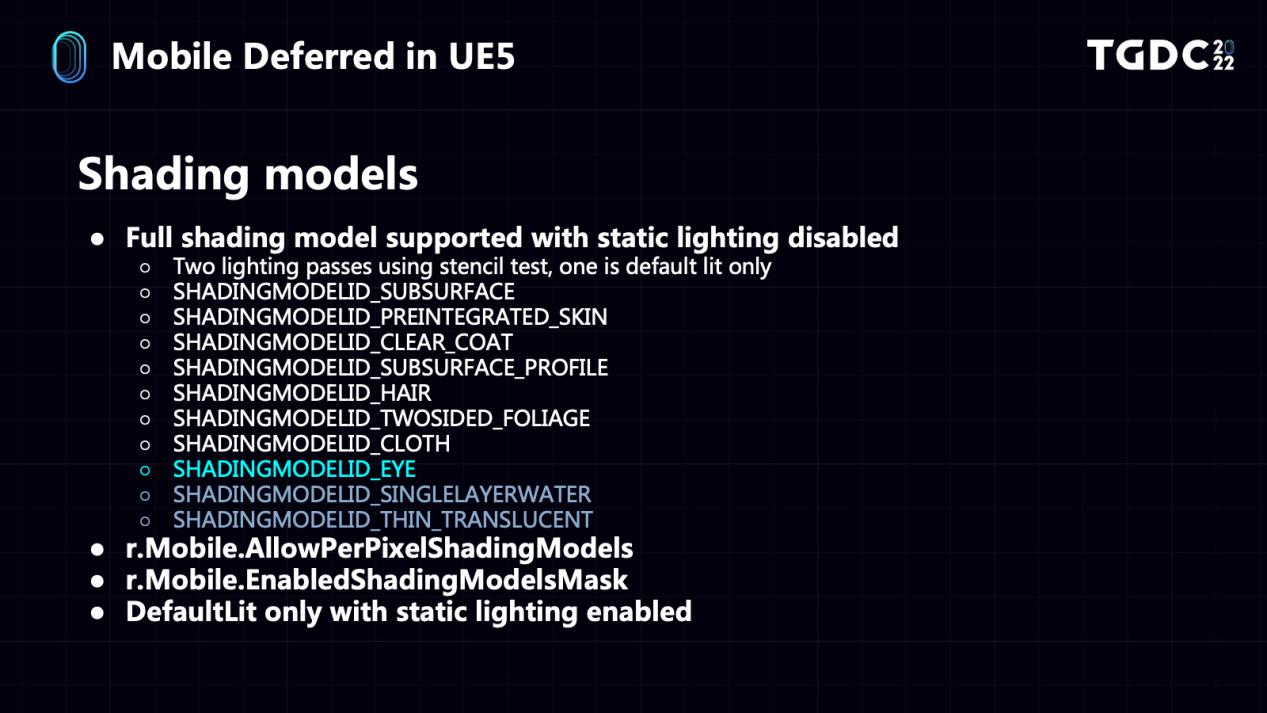 Mobile Deferred in UE5
TGDC 2022
Shading models
● Full shading model supported with static lighting disabled
○ Two lighting passes using stencil test, one is default lit only
○ SHADINGMODELID_SUBSURFACE
○ SHADINGMODELID_PREINTEGRATED_SKIN
○ SHADINGMODELID_CLEAR_COAT
○ SHADINGMODELID_SUBSURFACE_PROFILE
○ SHADINGMODELID_HAIR
○ SHADINGMODELID_TWOSIDED_FOLIAGE
○ SHADINGMODELID_CLOTH
○ SHADINGMODELID_EYE
○ SHADINGMODELID_SINGLELAYERWATER
○ SHADINGMODELID_THIN_TRANSLUCENT
● r.Mobile.AllowPerPixelShadingModels
● r.Mobile.EnabledShadingModelsMask
● DefaultLit only with static lighting enabled